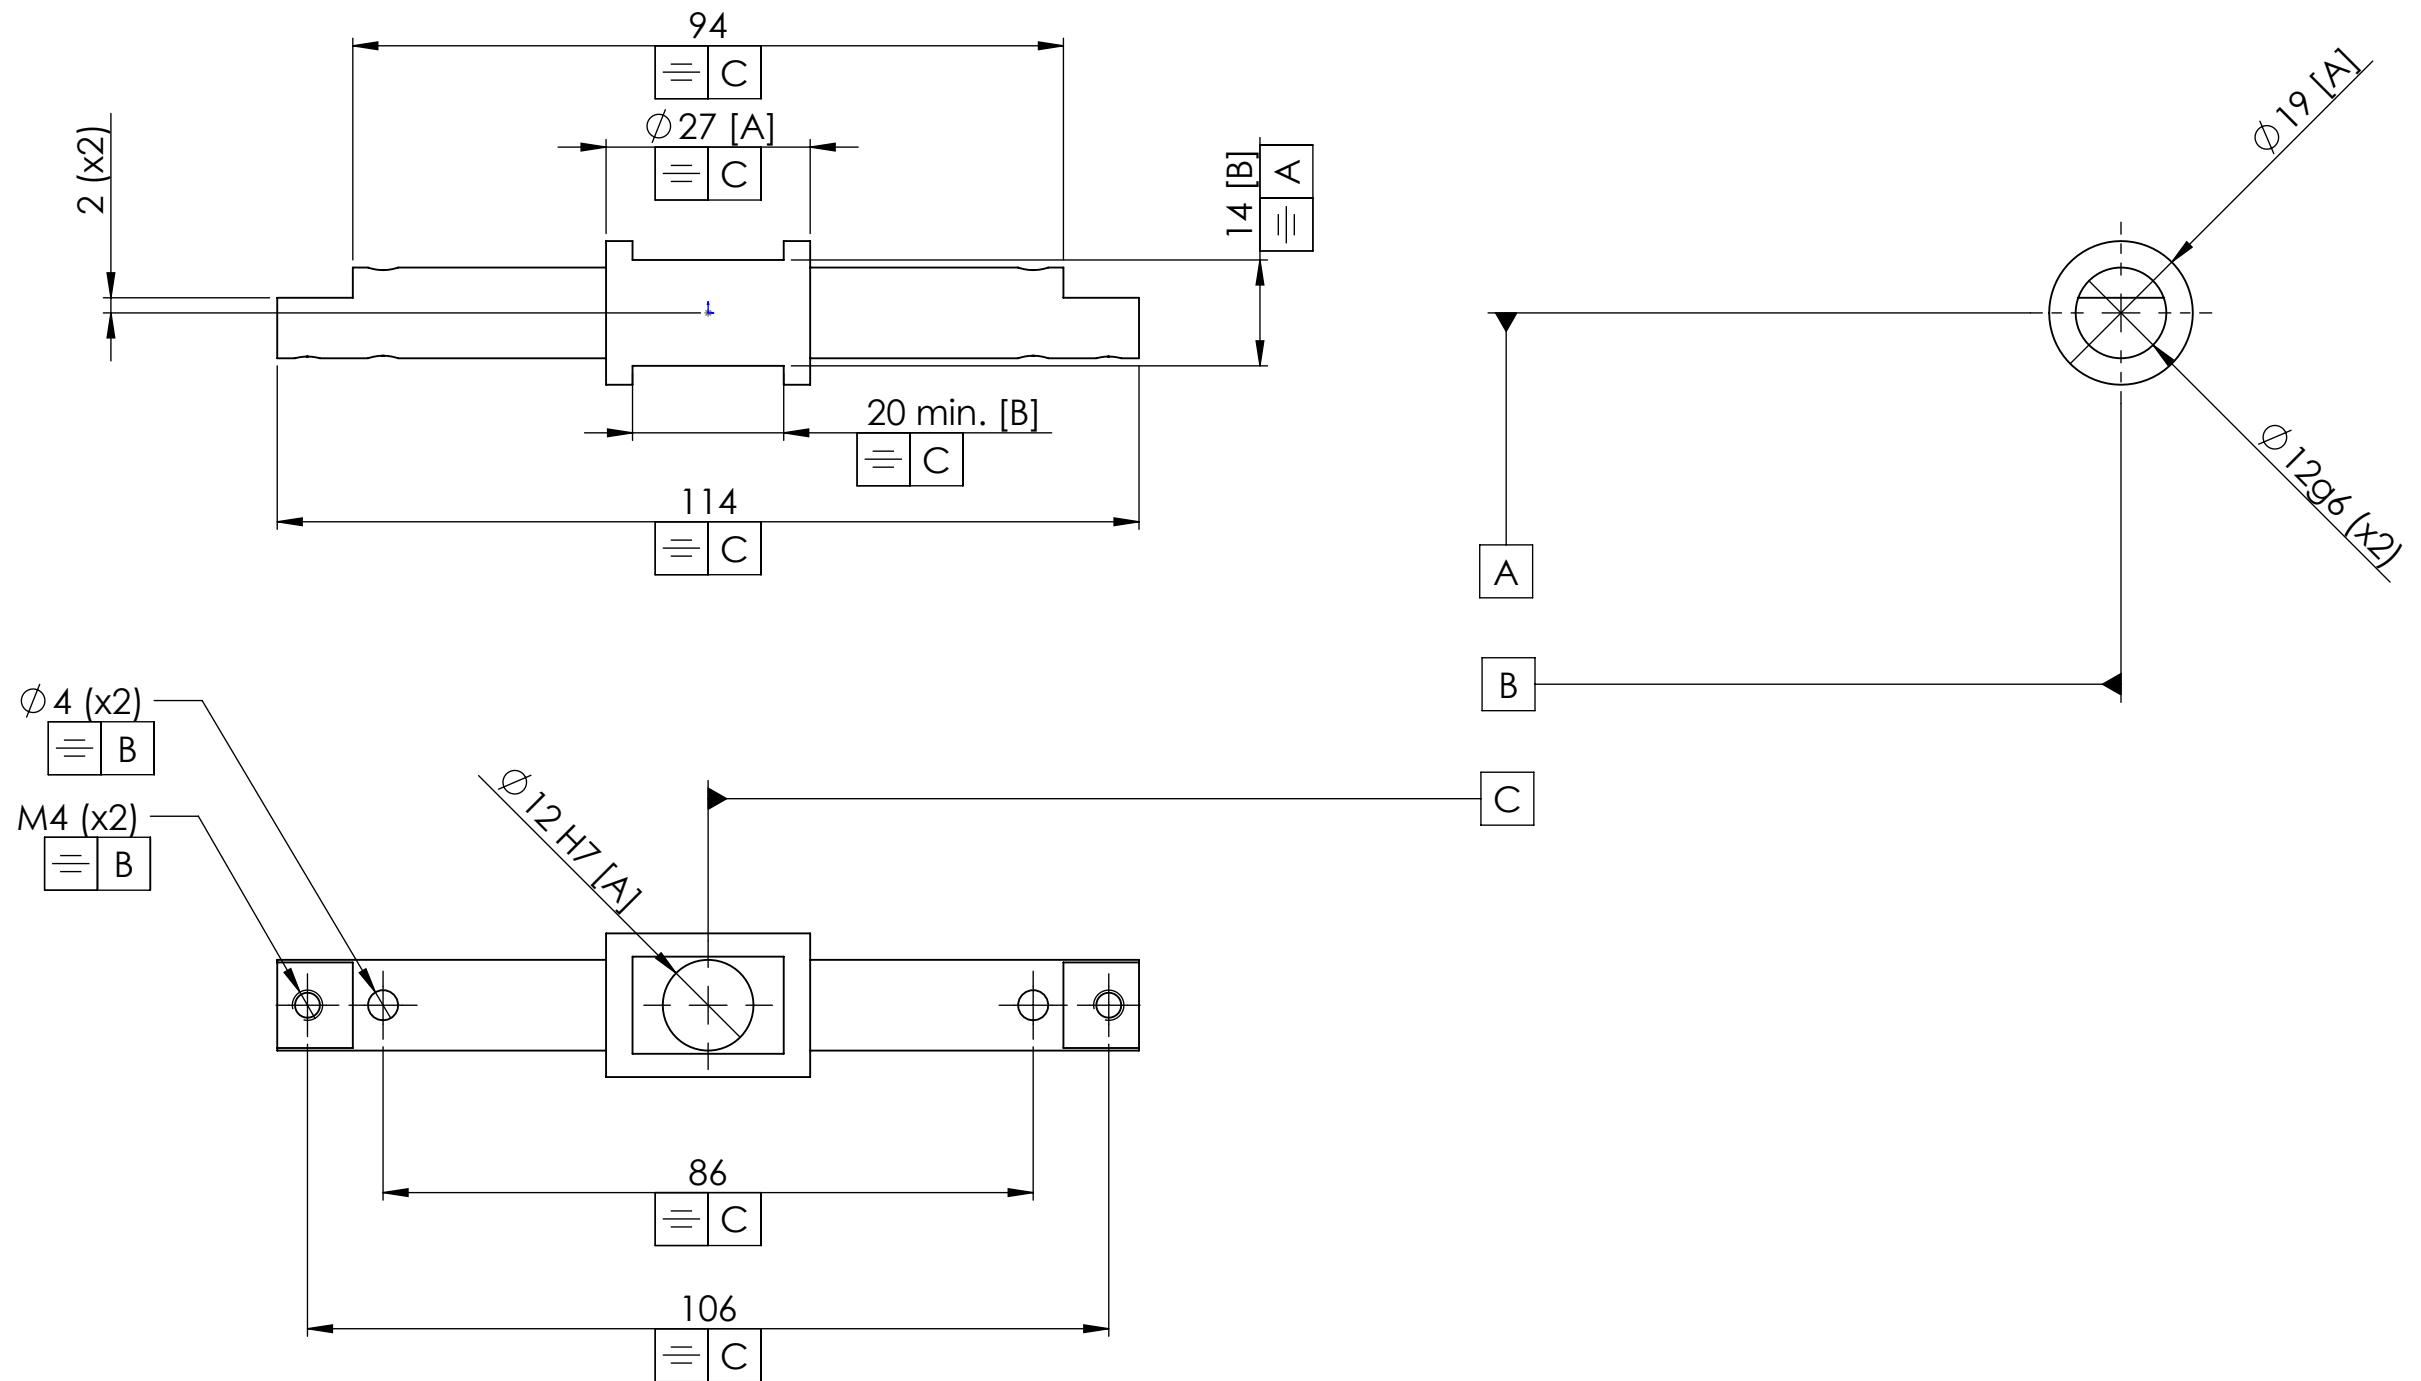 94
C
⌀27 [A]
C
2 (x2)
14 [B]
A
20 min. [B]
C
114
C
⌀19 [A]
⌀12g6 (x2)
A
B
C
⌀4 (x2)
B
M4 (x2)
B
⌀12 H7 [A]
86
C
106
C